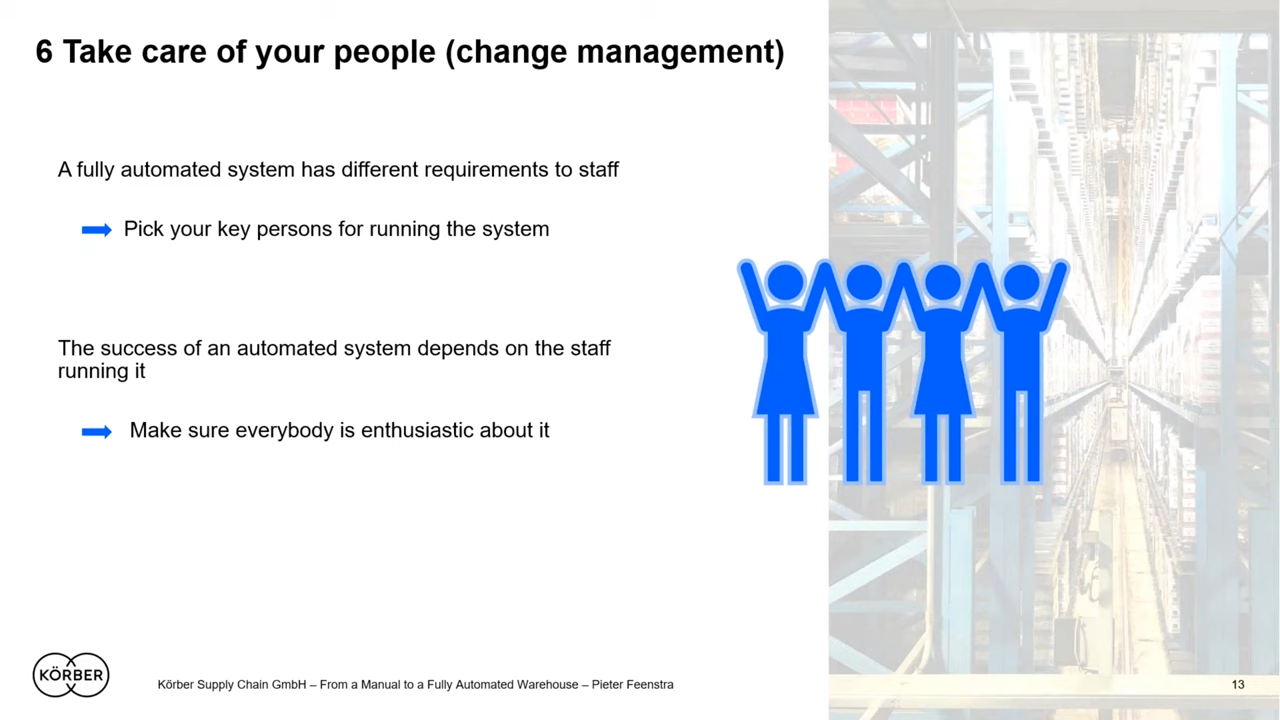 6 Take care of your people (change management)
A fully automated system has different requirements to staff
Pick your key persons for running the system
The success of an automated system depends on the staff
running it
Make sure everybody is enthusiastic about it
KÖRBER
Körber Supply Chain GmbH – From a Manual to a Fully Automated Warehouse – Pieter Feenstra
13